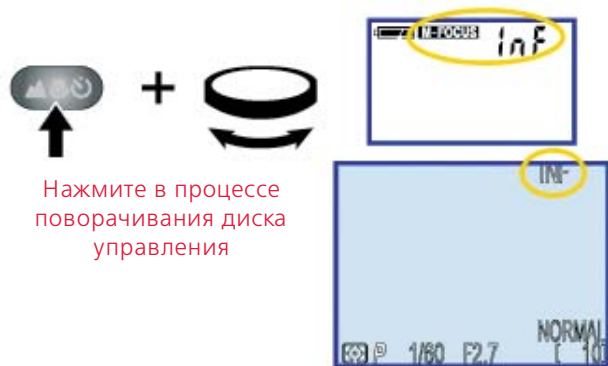 M-FOCUS InF
+
Нажмите в процессе
поворачивания диска
управления
INF
NORMAL
P 1/60 F2.7 [ 10]